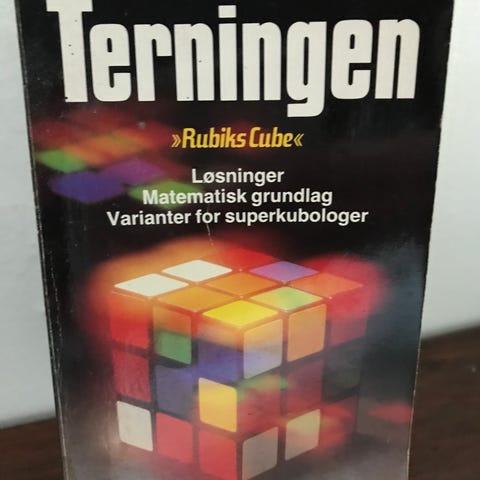 Terningen
»Rubiks Cube«
Løsninger
Matematisk grundlag
Varianter for superkubologer